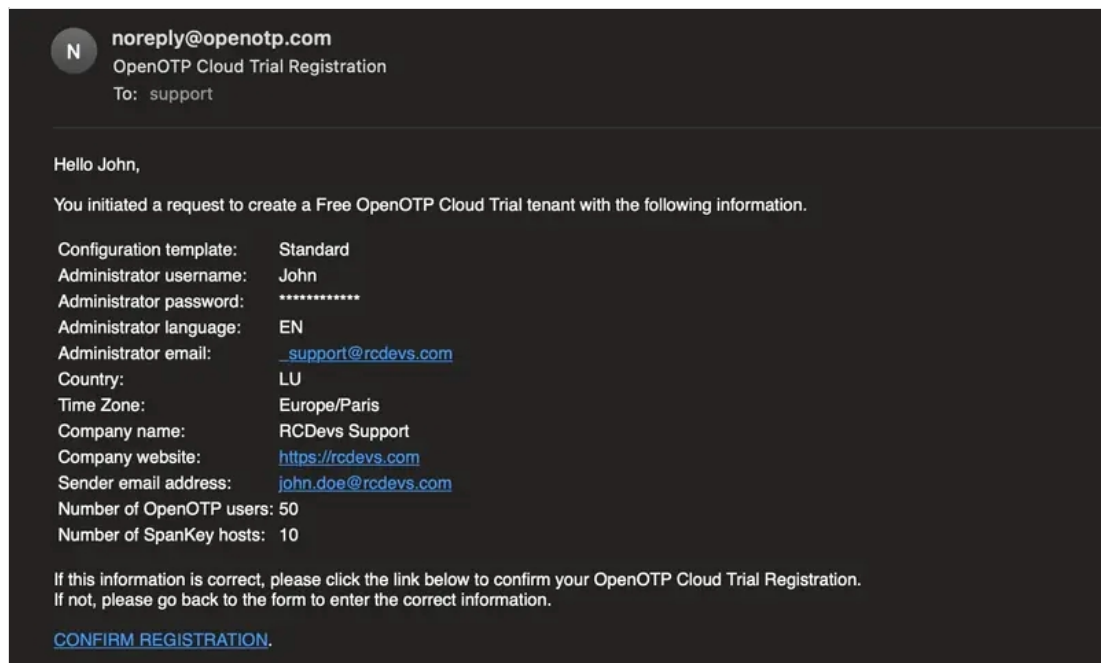 N
noreply@openotp.com
OpenOTP Cloud Trial Registration
To: support
Hello John,
You initiated a request to create a Free OpenOTP Cloud Trial tenant with the following information.
Configuration template: Standard
Administrator username: John
Administrator password: ************
Administrator language: EN
Administrator email: _support@rcdevs.com
Country: LU
Time Zone: Europe/Paris
Company name: RCDevs Support
Company website: https://rcdevs.com
Sender email address: john.doe@rcdevs.com
Number of OpenOTP users: 50
Number of SpanKey hosts: 10
If this information is correct, please click the link below to confirm your OpenOTP Cloud Trial Registration.
If not, please go back to the form to enter the correct information.
CONFIRM REGISTRATION.